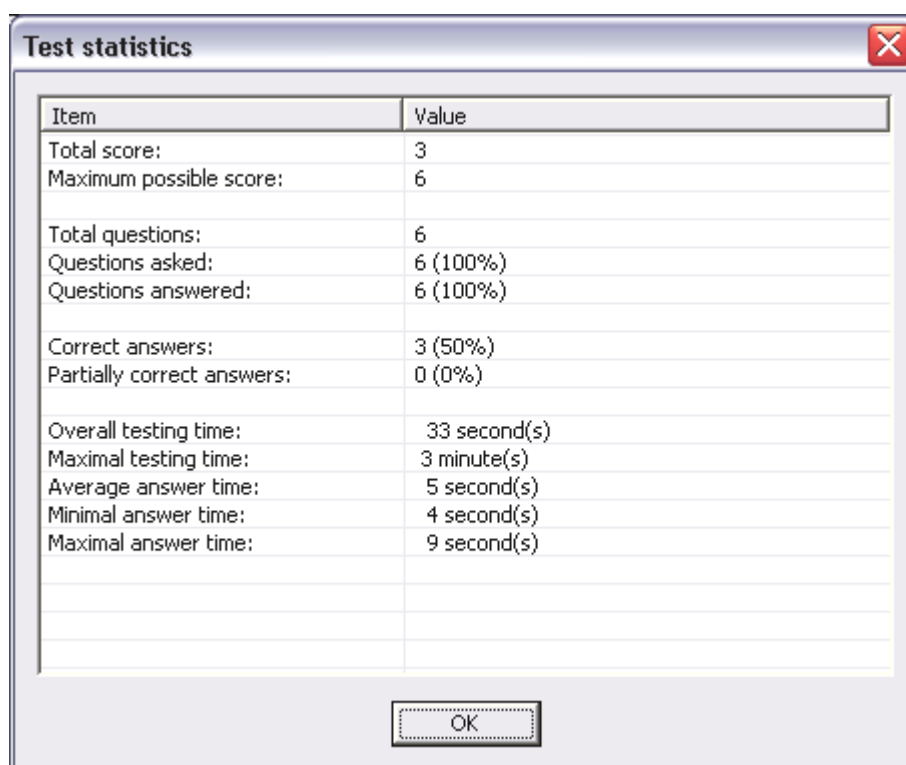 Test statistics
Item Value
Total score: 3
Maximum possible score: 6
Total questions: 6
Questions asked: 6 (100%)
Questions answered: 6 (100%)
Correct answers: 3 (50%)
Partially correct answers: 0 (0%)
Overall testing time: 33 second(s)
Maximal testing time: 3 minute(s)
Average answer time: 5 second(s)
Minimal answer time: 4 second(s)
Maximal answer time: 9 second(s)
OK